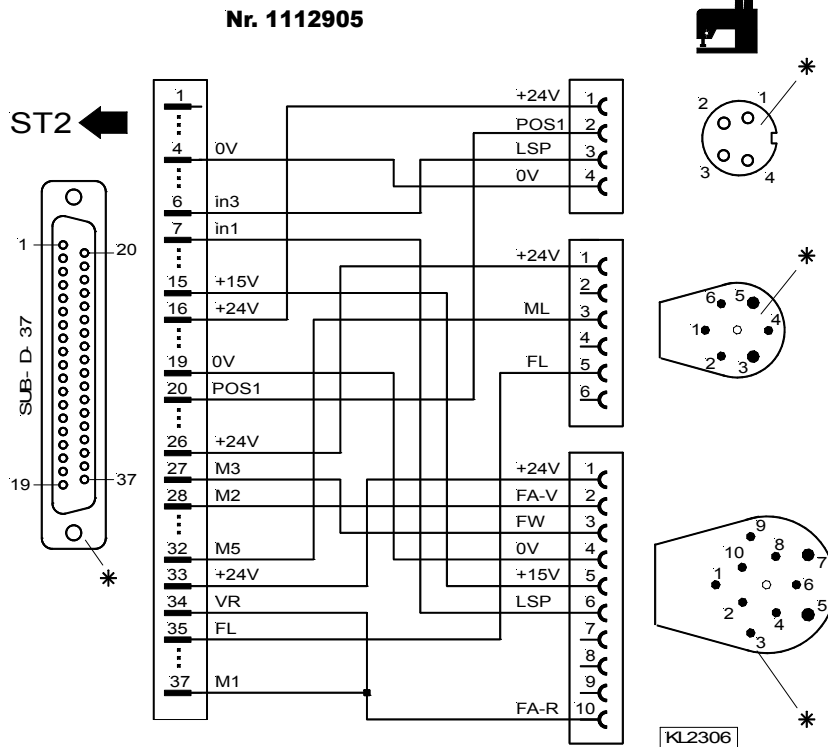 Nr. 1112905
ST2
SUB- D- 37
1
20
19
37
1
4 0V
6 in3
7 in1
15 +15V
16 +24V
19 0V
20 POS1
26 +24V
27 M3
28 M2
32 M5
33 +24V
34 VR
35 FL
37 M1
+24V 1
POS1 2
LSP 3
0V 4
+24V 1
2
ML 3
4
FL 5
6
+24V 1
FA-V 2
FW 3
0V 4
+15V 5
LSP 6
7
8
9
FA-R 10
2 1
3 4
6 5
1 4
2 3
9
10 8 7
1 6
2 4 5
3
KL2306